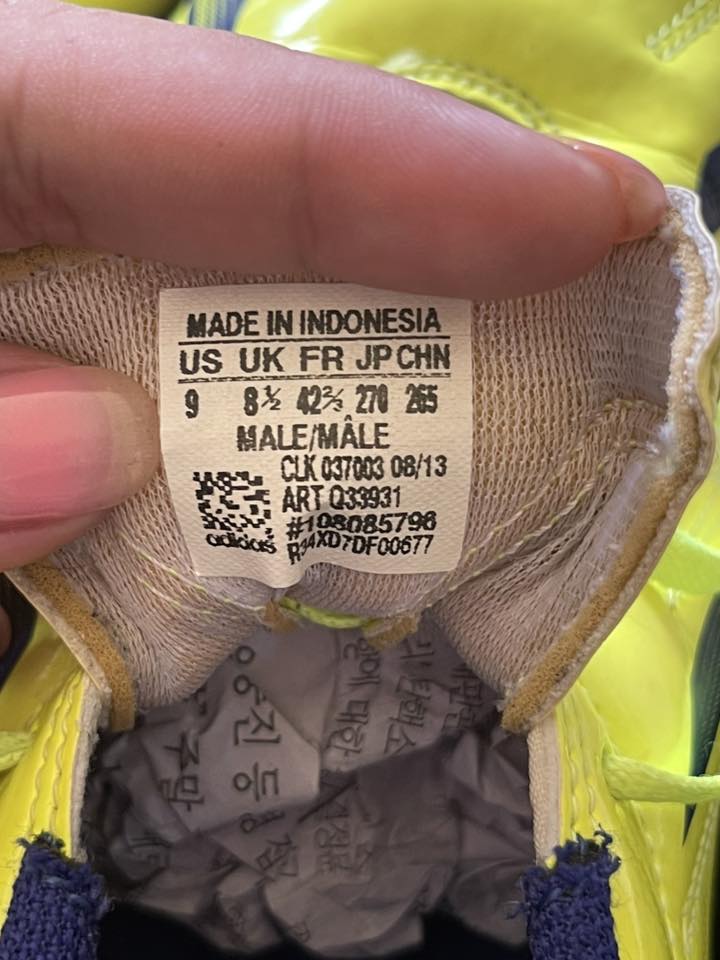 MADE IN INDONESIA
US UK FR JP CHN
9 8½ 42⅔ 270 265
MALE/MÂLE
CLK 037003 08/13
ART Q33931
#108085796
adidas R34XD7DF00677